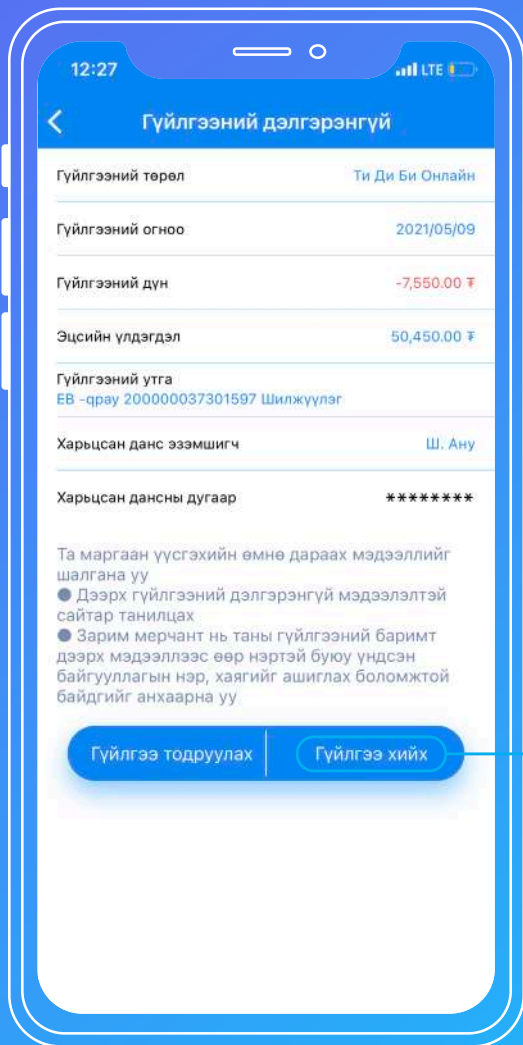 12:27
LTE
Гүйлгээний дэлгэрэнгүй
Гүйлгээний төрөл Ти Ди Би Онлайн
Гүйлгээний огноо 2021/05/09
Гүйлгээний дүн -7,550.00 ₮
Эцсийн үлдэгдэл 50,450.00 ₮
Гүйлгээний утга
EB -qpay 200000037301597 Шилжүүлэг
Харьцсан данс эзэмшигч Ш. Ану
Харьцсан дансны дугаар ********
Та маргаан үүсгэхийн өмнө дараах мэдээллийг
шалгана уу
● Дээрх гүйлгээний дэлгэрэнгүй мэдээлэлтэй
сайтар танилцах
● Зарим мерчант нь таны гүйлгээний баримт
дээрх мэдээллээс өөр нэртэй буюу үндсэн
байгууллагын нэр, хаягийг ашиглах боломжтой
байдгийг анхаарна уу
Гүйлгээ тодруулах Гүйлгээ хийх